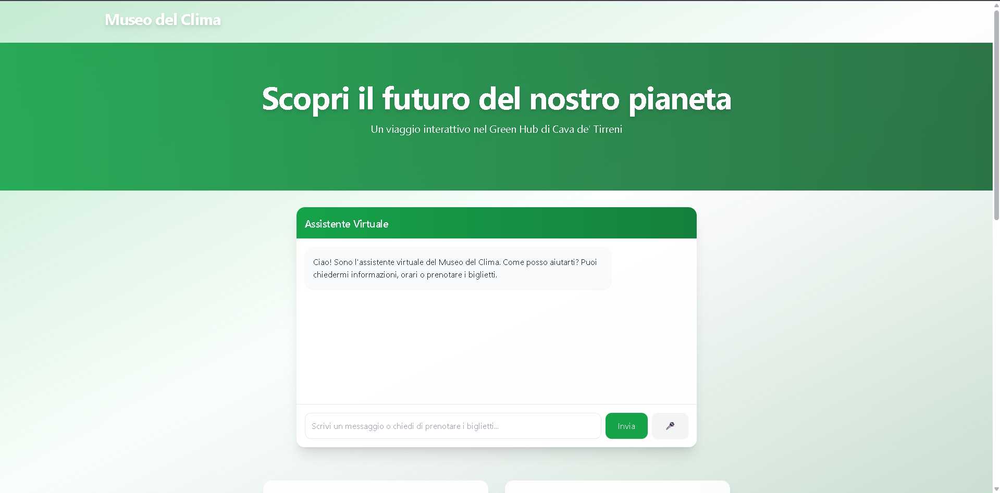 Museo del Clima
Scopri il futuro del nostro pianeta
Un viaggio interattivo nel Green Hub di Cava de' Tirreni
Assistente Virtuale
Ciao! Sono l'assistente virtuale del Museo del Clima. Come posso aiutarti? Puoi
chiedermi informazioni, orari o prenotare i biglietti.
Scrivi un messaggio o chiedi di prenotare i biglietti...
Invia